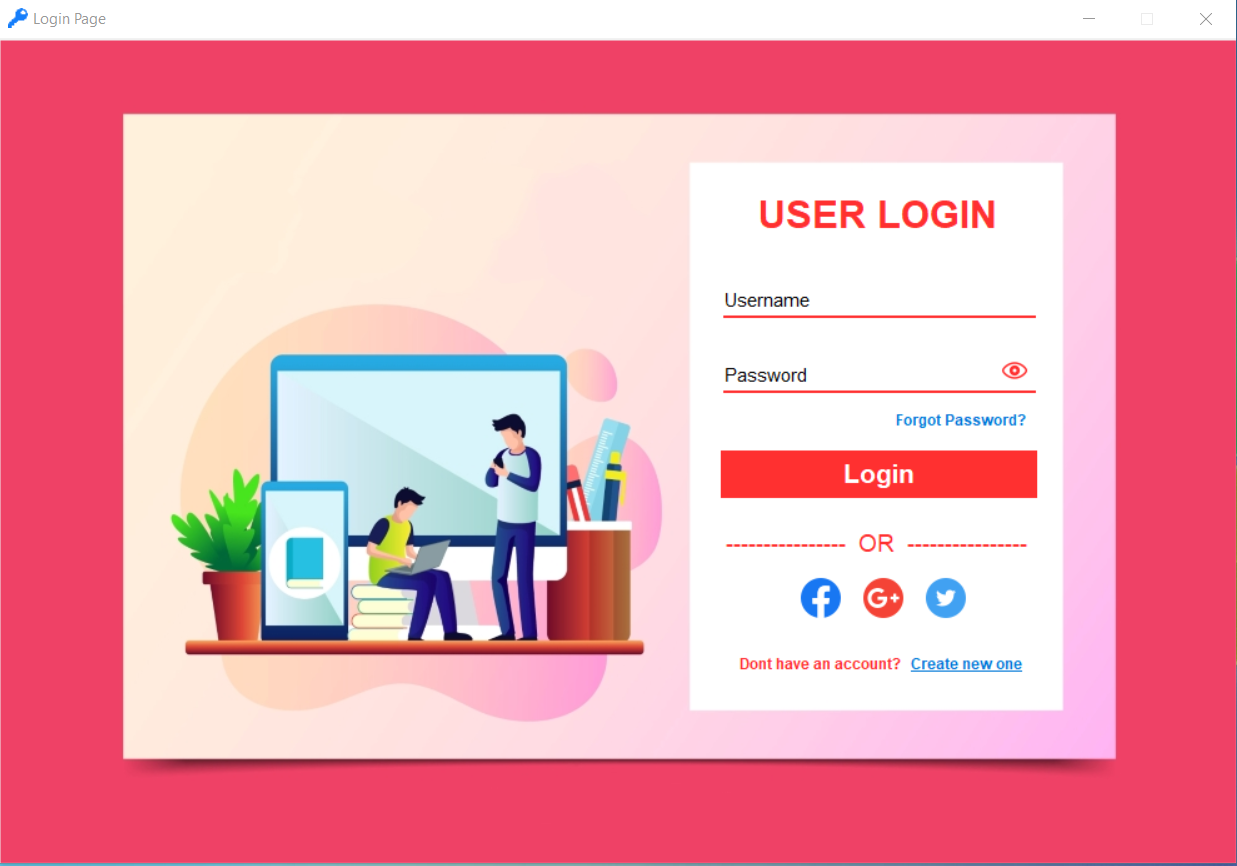 Login Page
USER LOGIN
Username
Password
Forgot Password?
Login
---------------- OR ----------------
G+
Dont have an account? Create new one